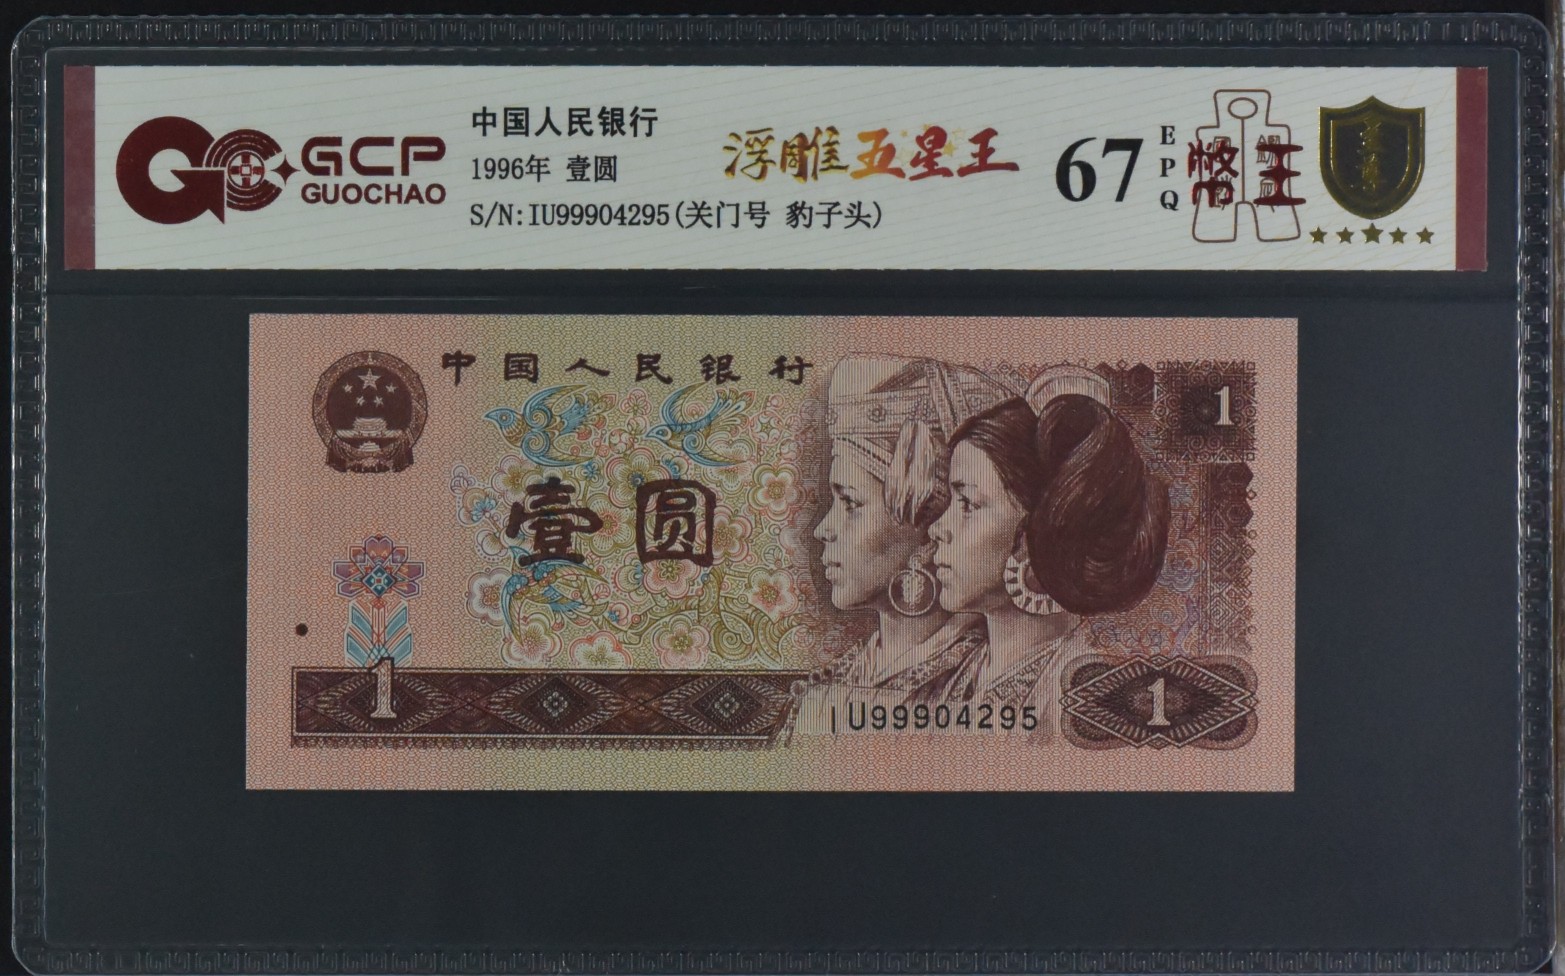 GCP
GUOCHAO
中国人民银行
1996年 壹圆
S/N:IU99904295(关门号 豹子头)
浮雕五星王
67
EPQ
中国人民银行
1
壹圆
1
IU99904295
1